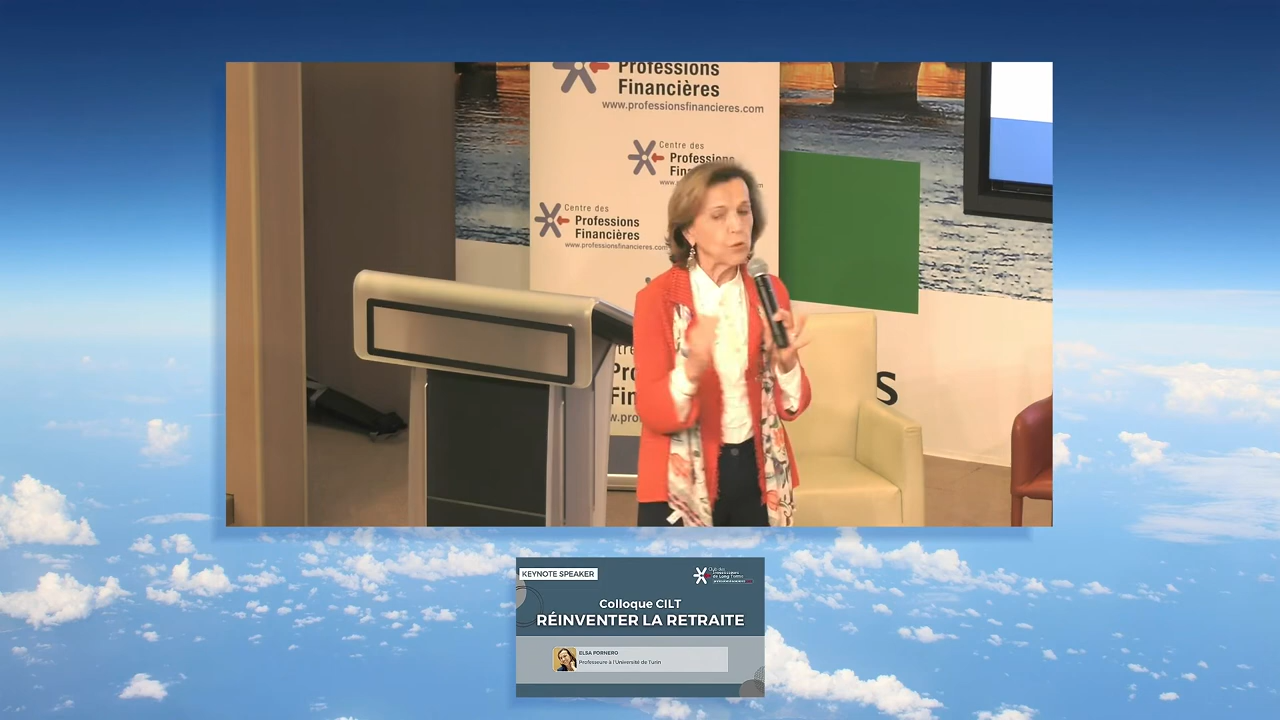 Professions
Financières
www.professionsfinancieres.com
Centre des
Professions
www.
Centre des
Professions
Financières
www.professionsfinancieres.com
s
KEYNOTE SPEAKER
Colloque CILT
RÉINVENTER LA RETRAITE
ELSA FORNERO
Professeure à l'Université de Turin